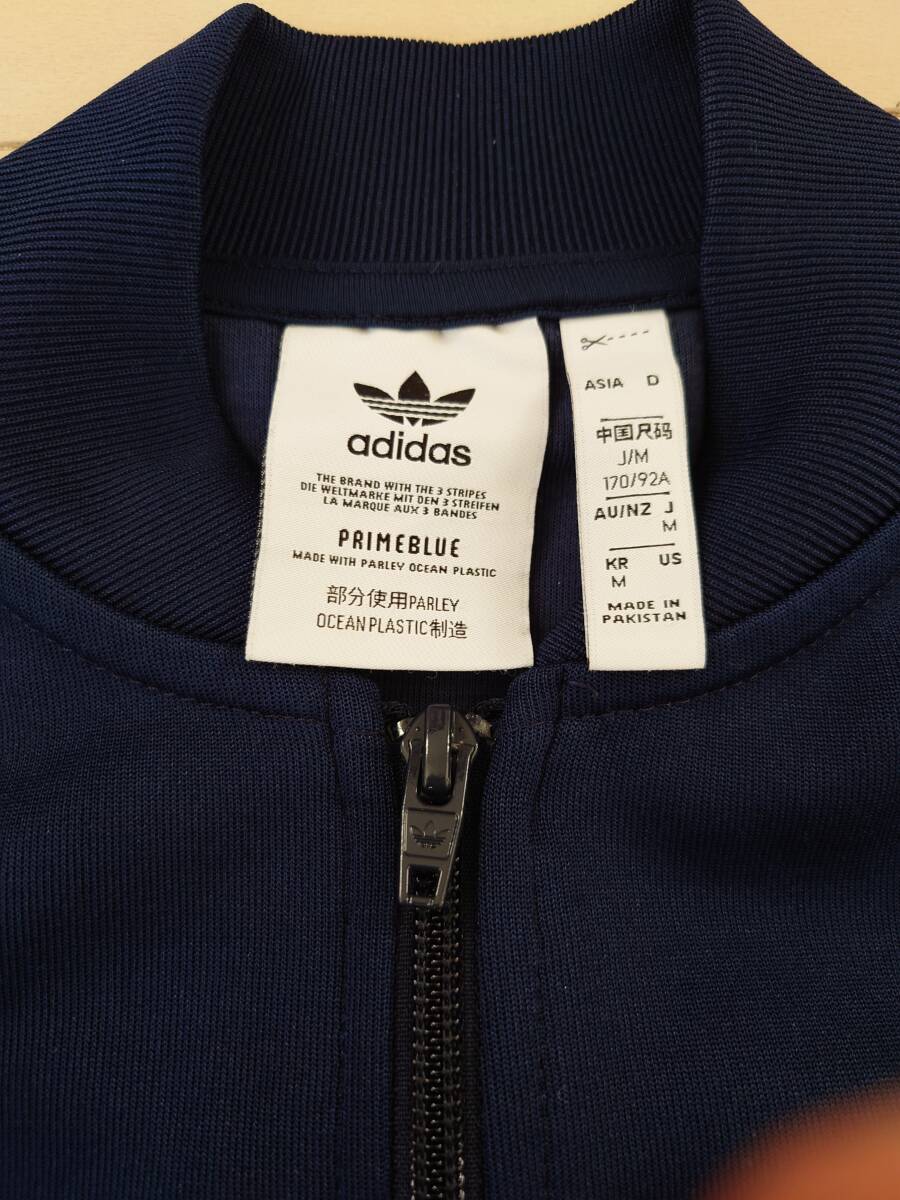 adidas
THE BRAND WITH THE 3 STRIPES
DIE WELTMARKE MIT DEN 3 STREIFEN
LA MARQUE AUX 3 BANDES
PRIMEBLUE
MADE WITH PARLEY OCEAN PLASTIC
部分使用PARLEY
OCEAN PLASTIC制造
ASIA D
中国尺码
J/M
170/92A
AU/NZ J
M
KR US
M
MADE IN
PAKISTAN